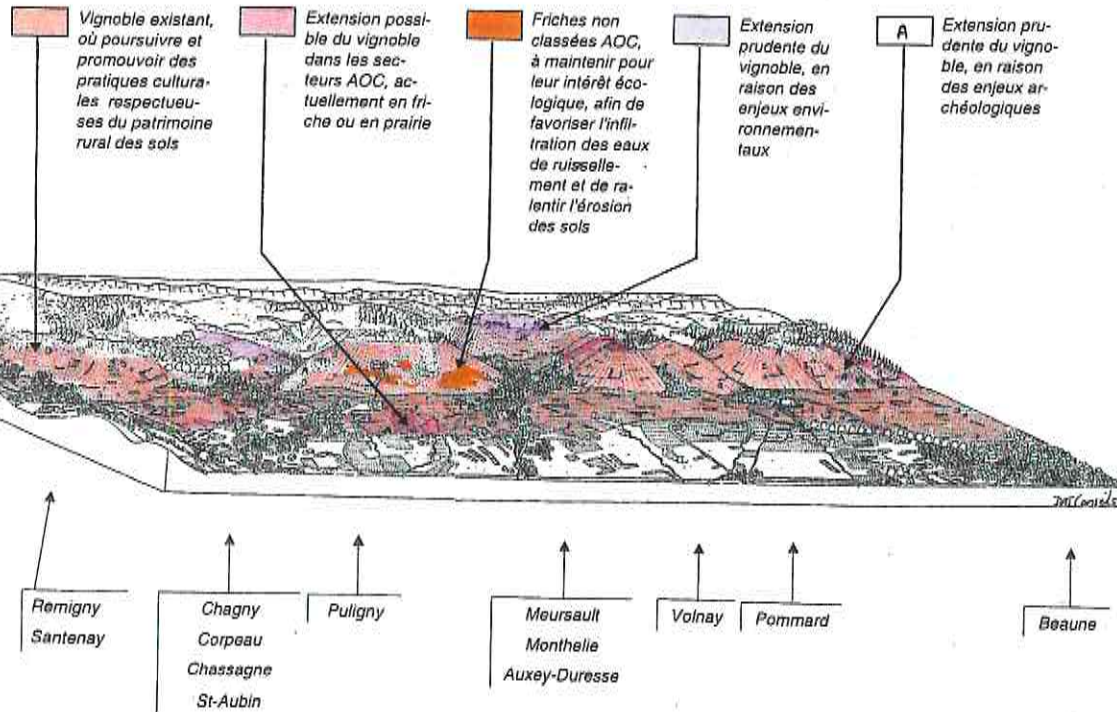 Vignoble existant,
où poursuivre et
promouvoir des
pratiques cultura-
les respectueu-
ses du patrimoine
rural des sols
Extension possi-
ble du vignoble
dans les sec-
teurs AOC, ac-
tuellement en fri-
che ou en prairie
Friches non
classées AOC,
à maintenir pour
leur intérêt éco-
logique, afin de
favoriser l'infil-
tration des eaux
de ruisselle-
ment et de ra-
lentir l'érosion
des sols
Extension
prudente du
vignoble, en
raison des
enjeux envi-
ronnemen-
taux
A
Extension pru-
dente du vigno-
ble, en raison
des enjeux ar-
chéologiques
A
Remigny
Santenay
Chagny
Corpeau
Chassagne
St-Aubin
Puligny
Meursault
Monthelie
Auxey-Duresse
Volnay
Pommard
Beaune